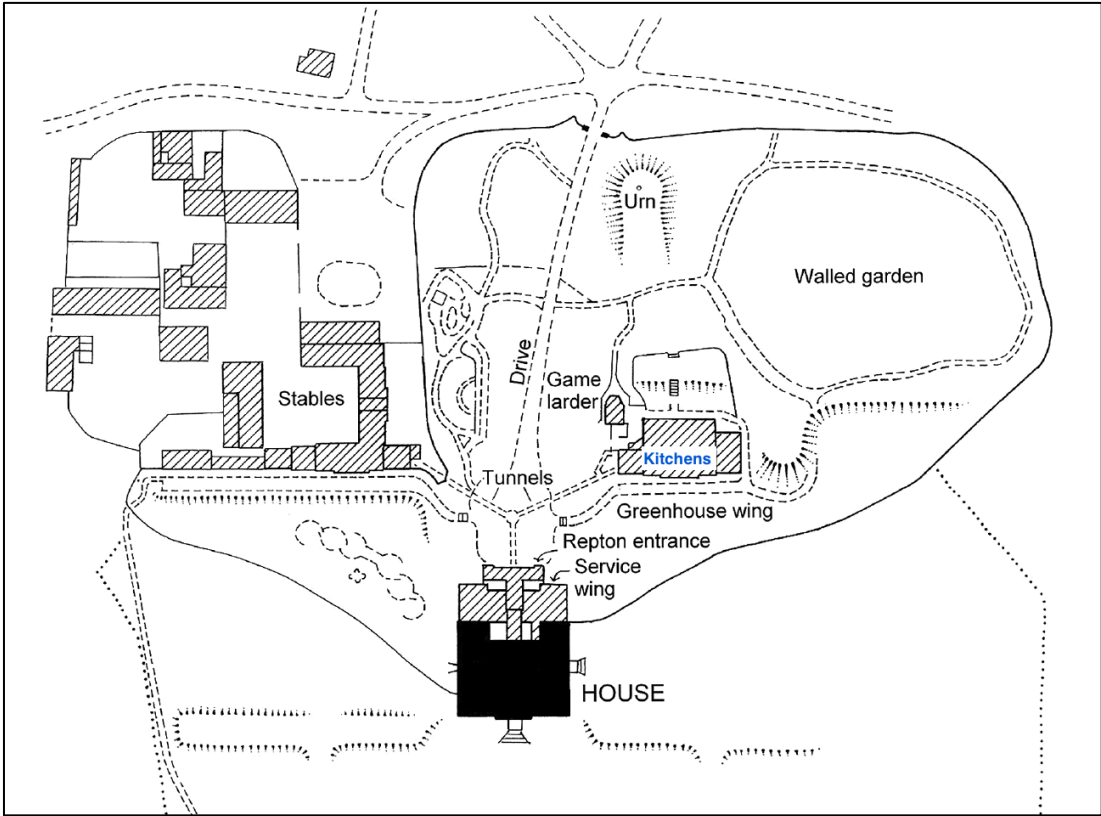 Urn
Walled garden
Drive
Game
larder
Stables
Kitchens
Tunnels
Greenhouse wing
Repton entrance
Service
wing
HOUSE